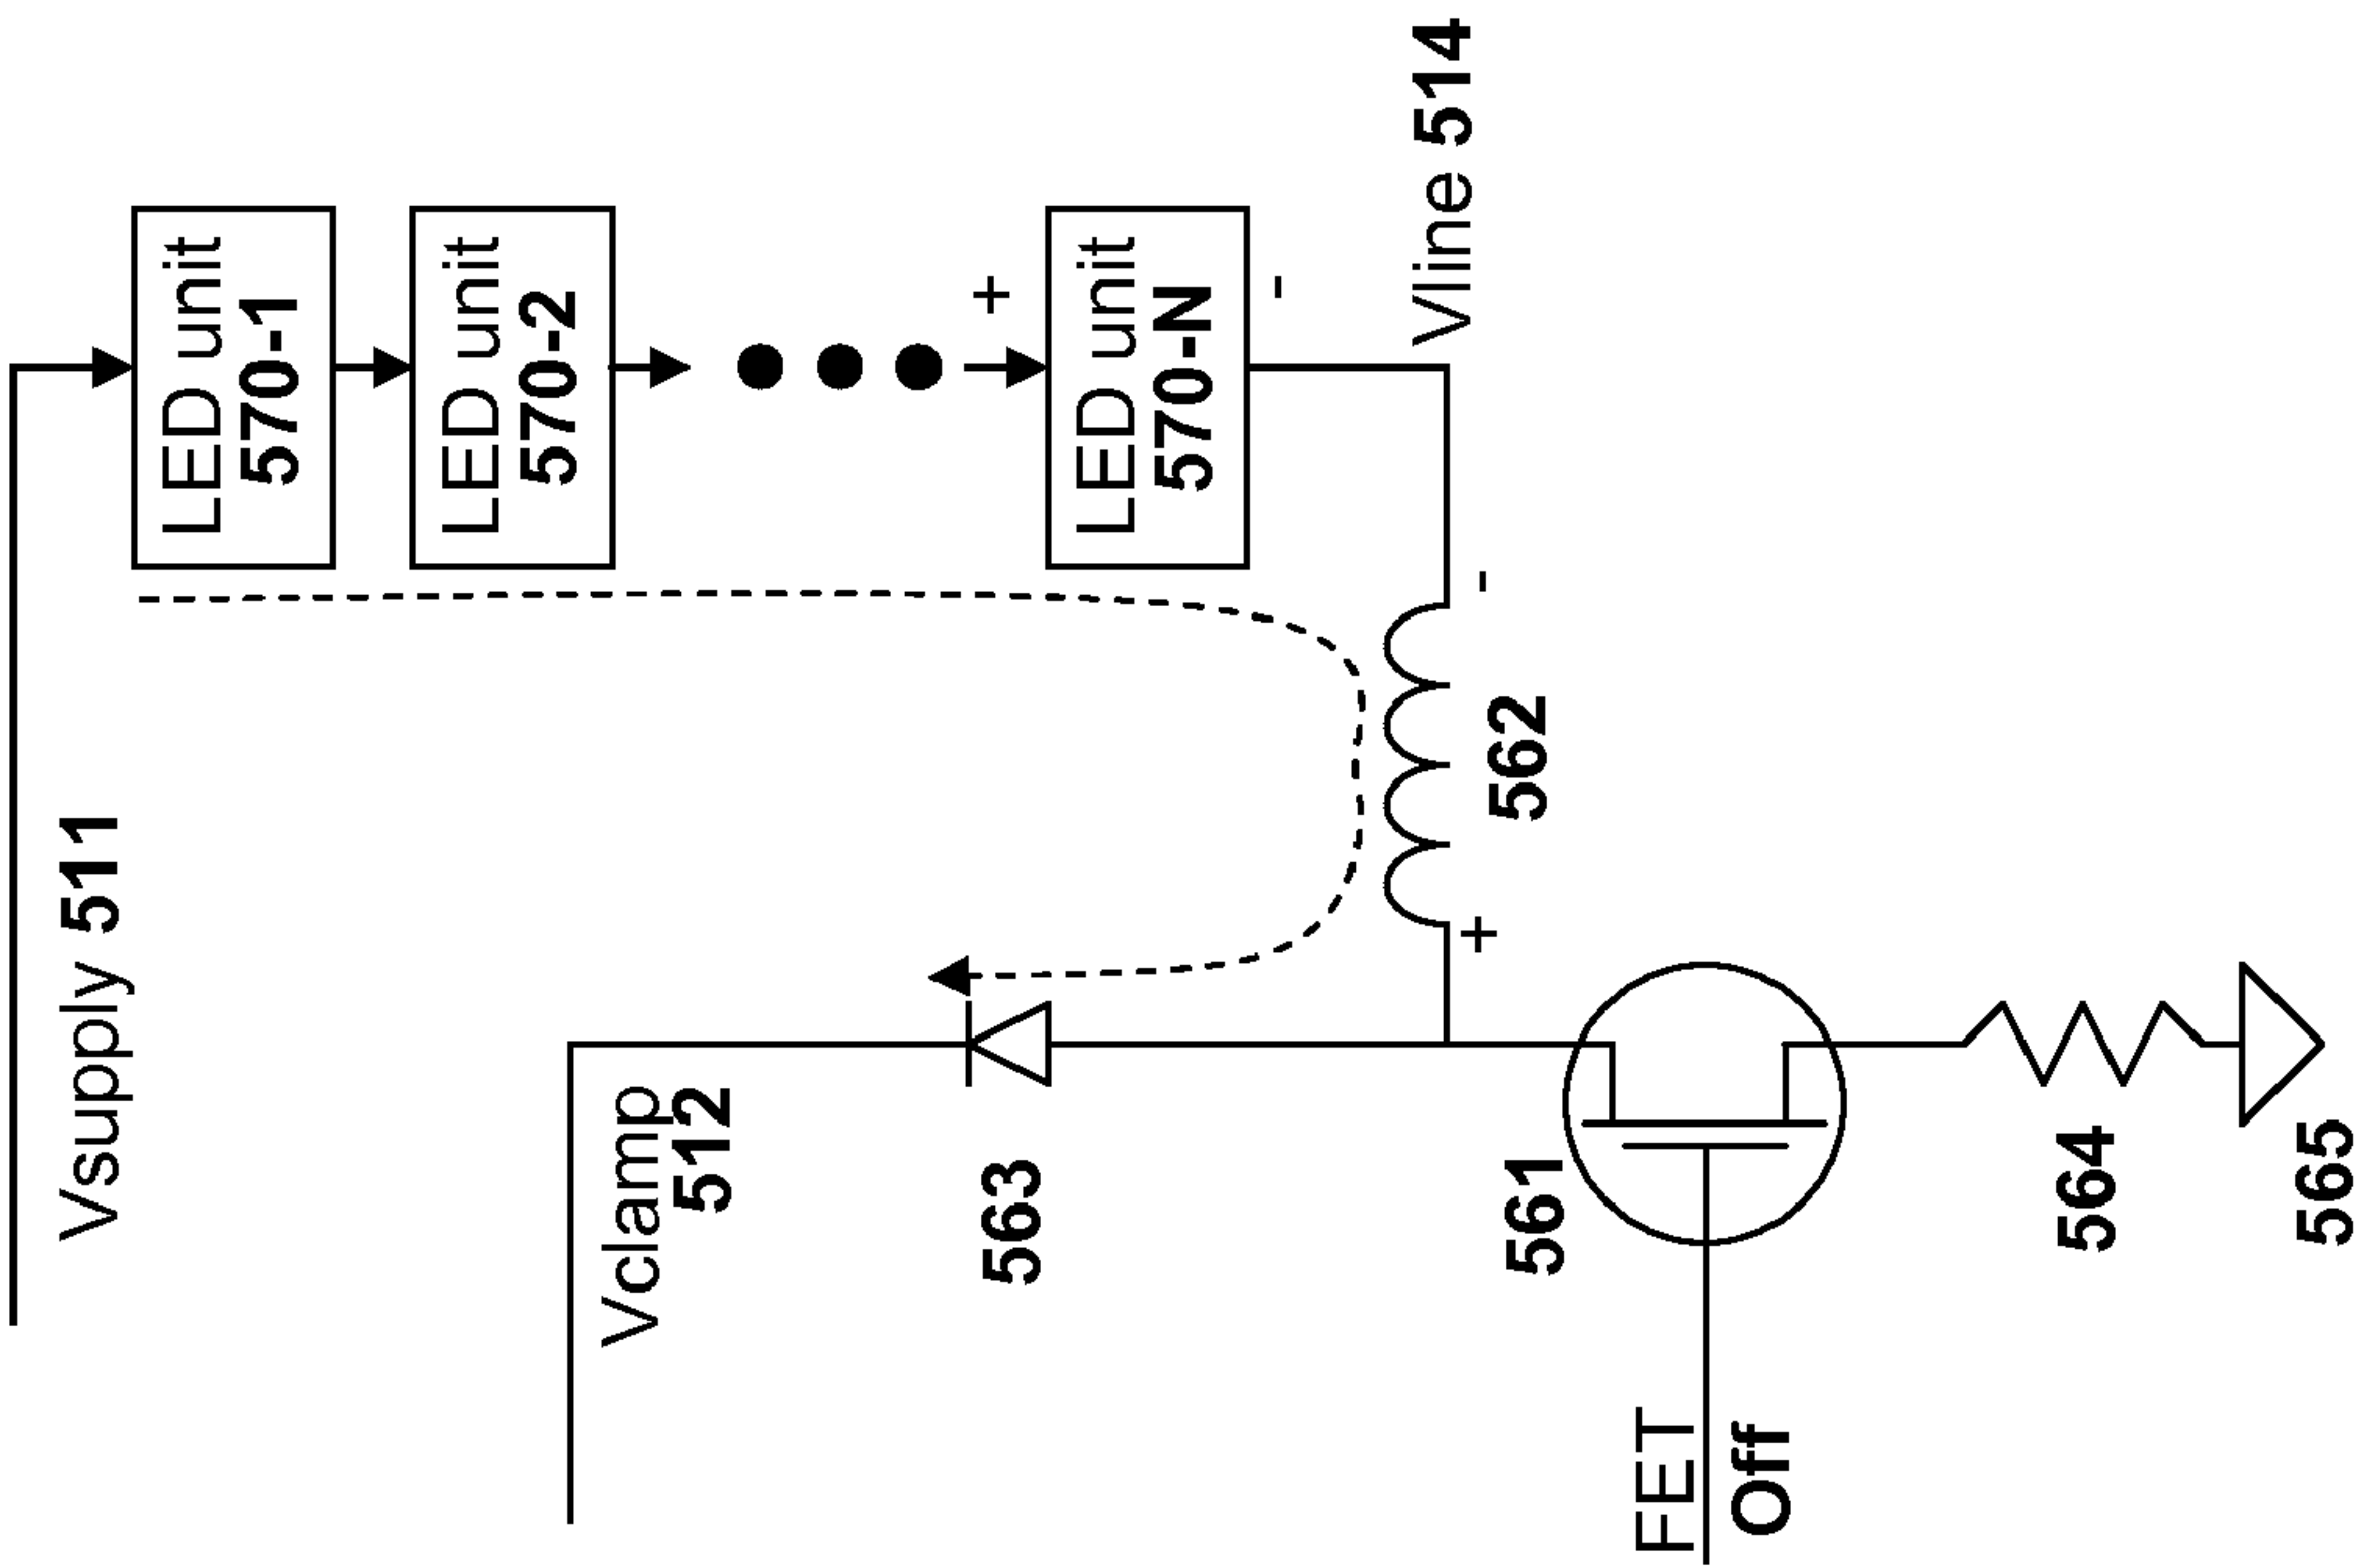 Vsupply 511
LED unit
570-1
LED unit
570-2
+
LED unit
570-N
-
Vline 514
-
562
+
Vclamp
512
563
561
FET
Off
564
565